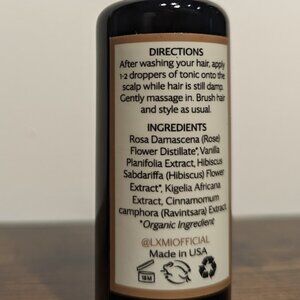 DIRECTIONS
After washing your hair, apply
1-2 droppers of tonic onto the
scalp while hair is still damp.
Gently massage in. Brush hair
and style as usual.
INGREDIENTS
Rosa Damascena (Rose)
Flower Distillate*, Vanilla
Planifolia Extract, Hibiscus
Sabdariffa (Hibiscus) Flower
Extract*, Kigelia Africana
Extract, Cinnamomum
camphora (Ravintsara) Extract
*Organic Ingredient
@LXMIOFFICIAL
Made in USA
18M